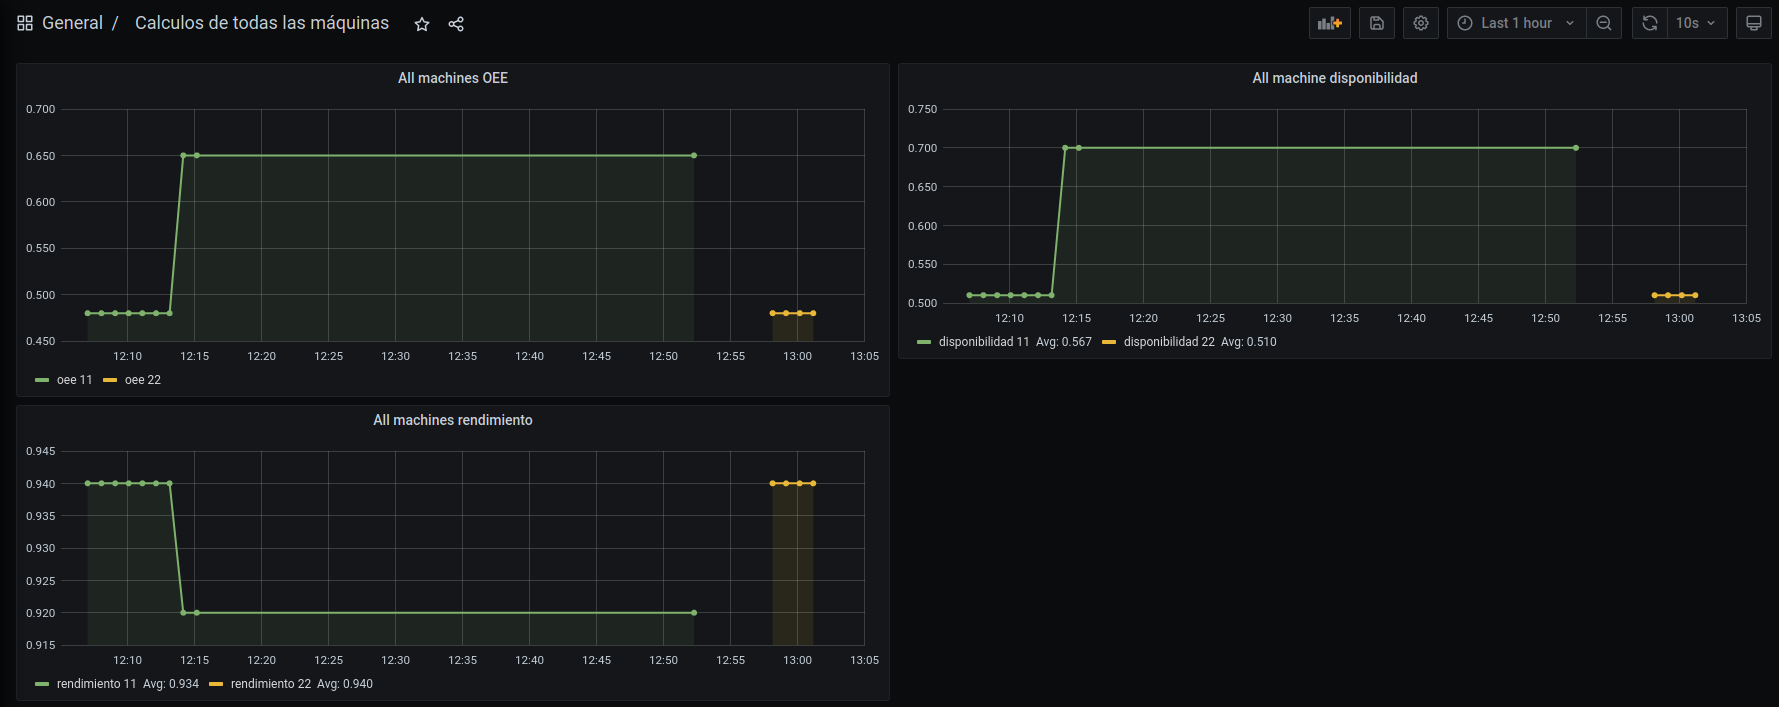 General / Calculos de todas las máquinas
Last 1 hour
10s
All machines OEE
0.700
0.650
0.600
0.550
0.500
0.450
12:10 12:15 12:20 12:25 12:30 12:35 12:40 12:45 12:50 12:55 13:00 13:05
oee 11 oee 22
All machine disponibilidad
0.750
0.700
0.650
0.600
0.550
0.500
12:10 12:15 12:20 12:25 12:30 12:35 12:40 12:45 12:50 12:55 13:00 13:05
disponibilidad 11 Avg: 0.567 disponibilidad 22 Avg: 0.510
All machines rendimiento
0.945
0.940
0.935
0.930
0.925
0.920
0.915
12:10 12:15 12:20 12:25 12:30 12:35 12:40 12:45 12:50 12:55 13:00 13:05
rendimiento 11 Avg: 0.934 rendimiento 22 Avg: 0.940